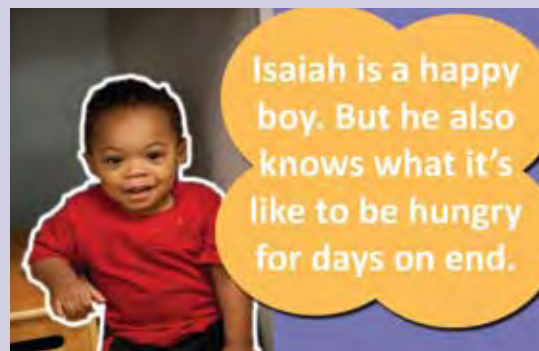 Isaiah is a happy
boy. But he also
knows what it's
like to be hungry
for days on end.